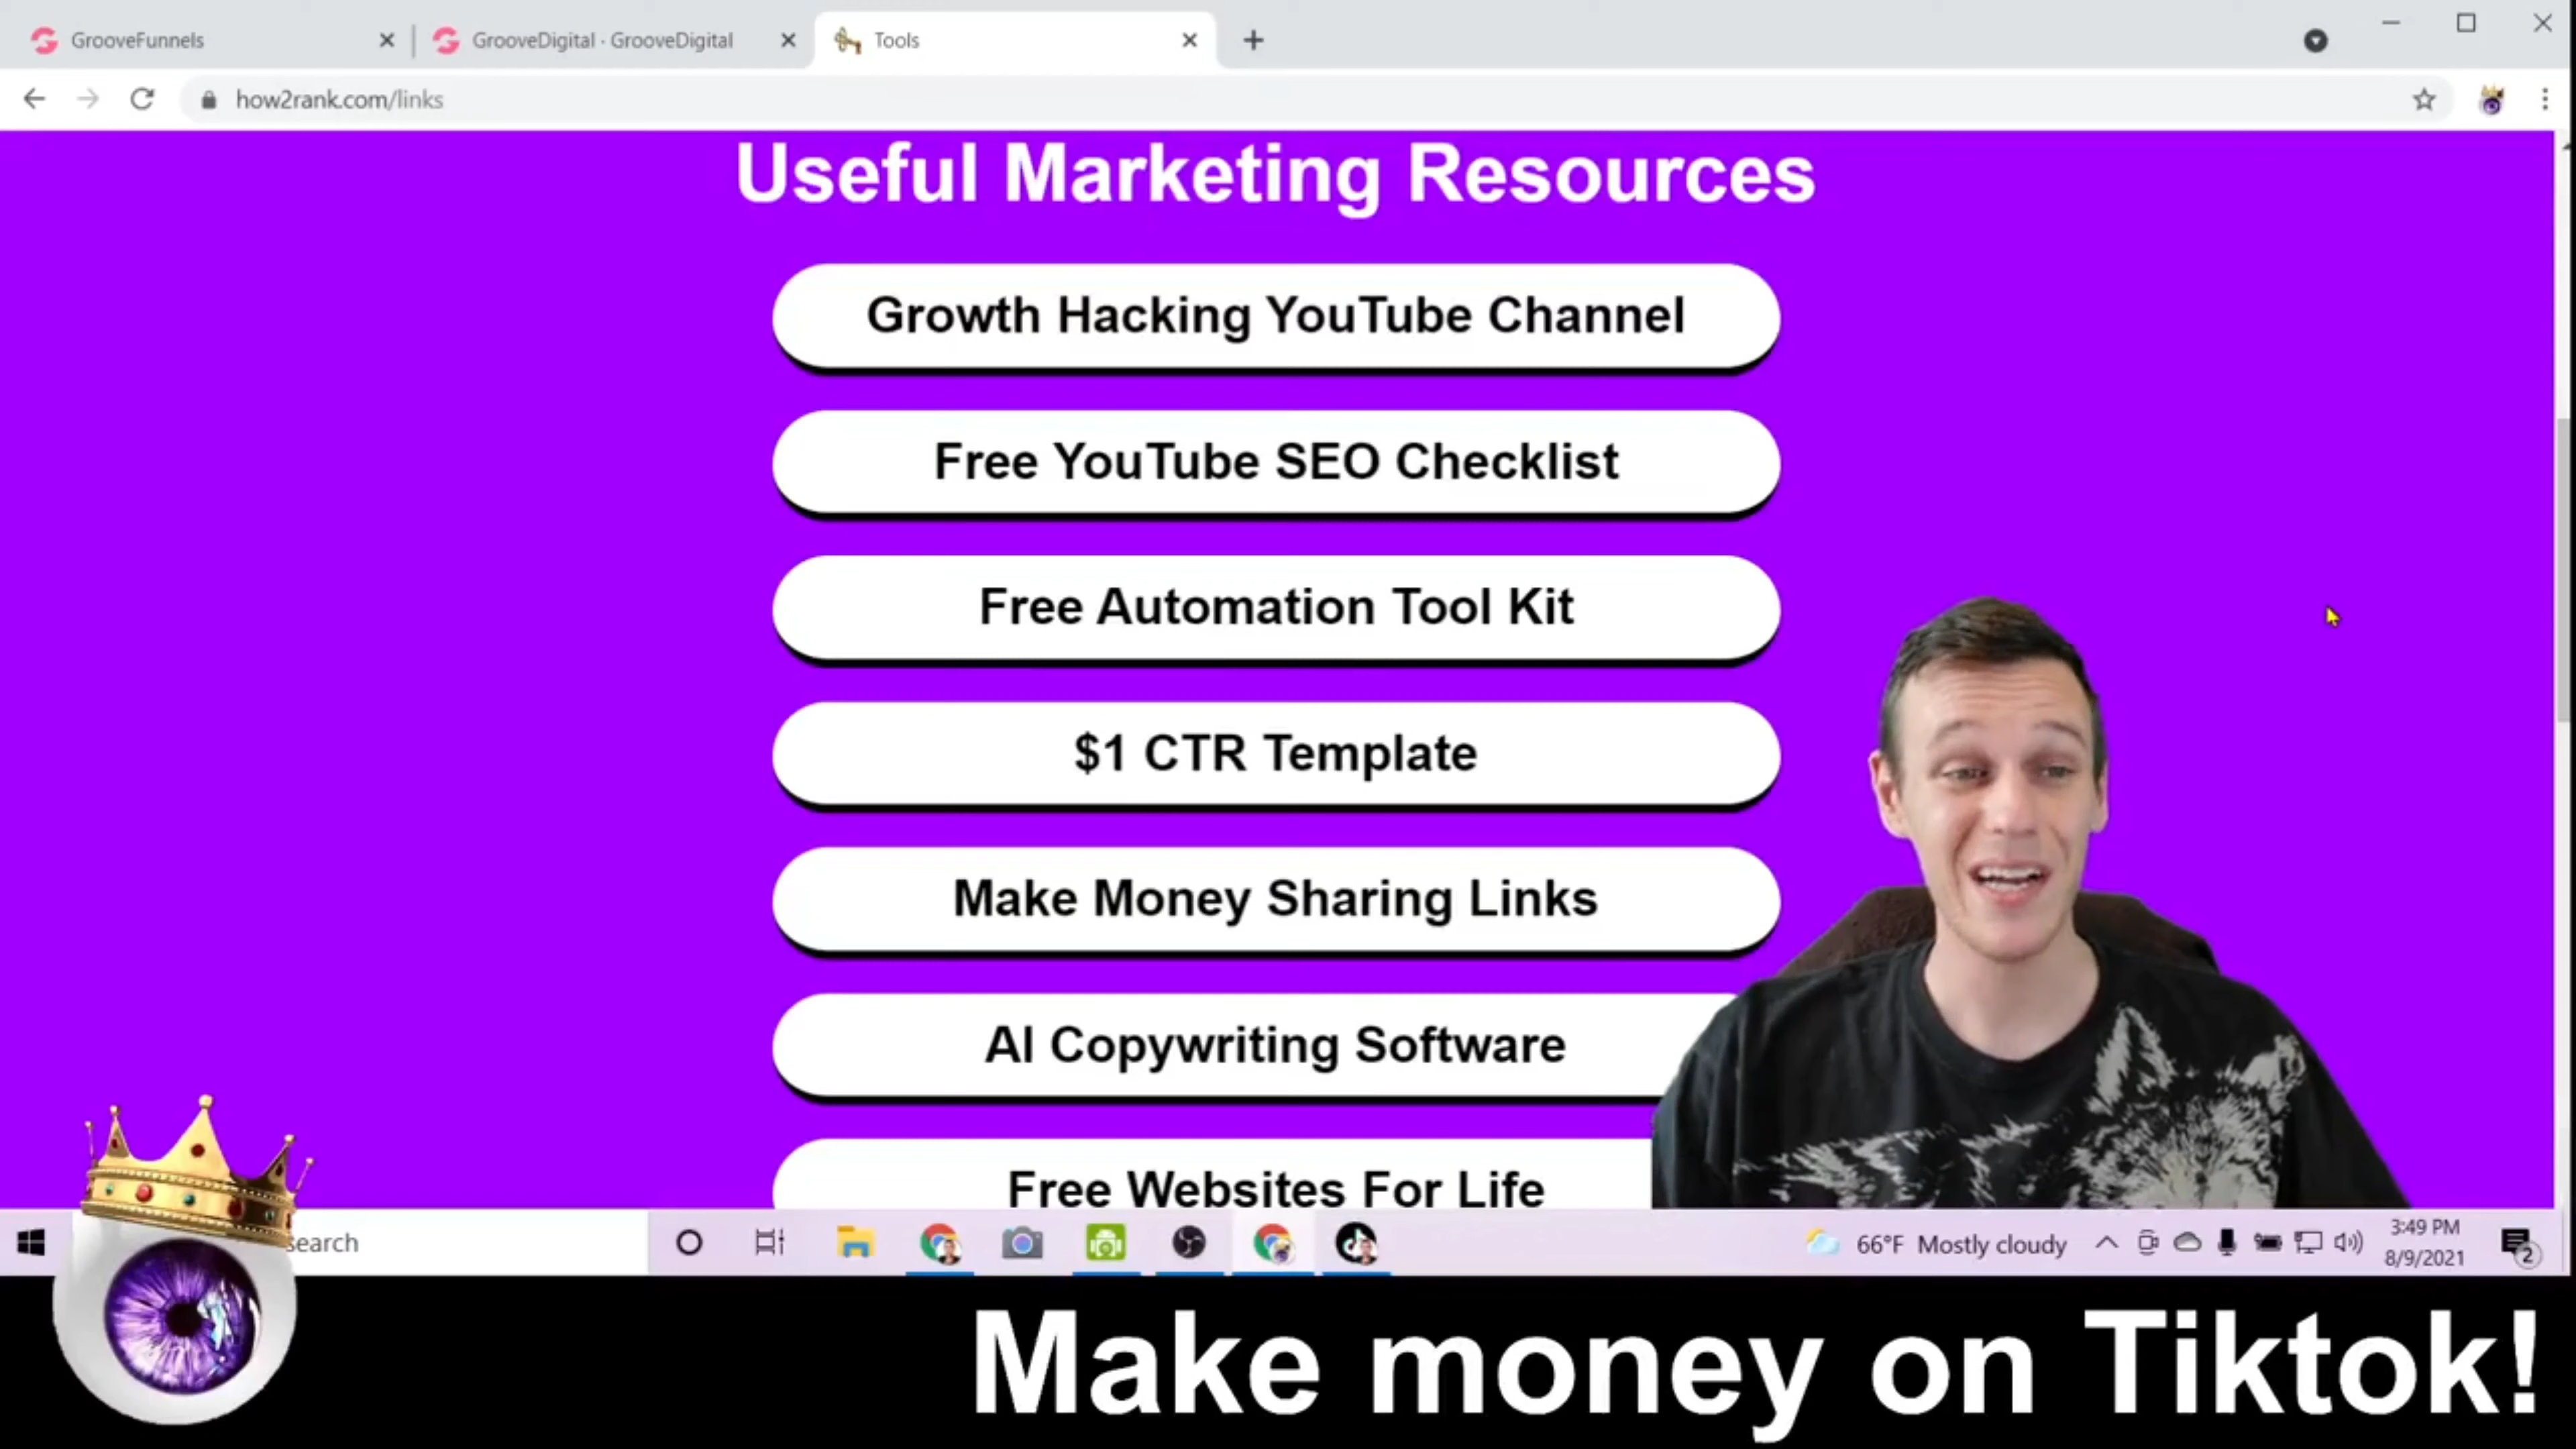 GrooveFunnels
GrooveDigital · GrooveDigital
Tools
how2rank.com/links
Useful Marketing Resources
Growth Hacking YouTube Channel
Free YouTube SEO Checklist
Free Automation Tool Kit
$1 CTR Template
Make Money Sharing Links
AI Copywriting Software
Free Websites For Life
search
66°F Mostly cloudy
3:49 PM
8/9/2021
2
Make money on Tiktok!